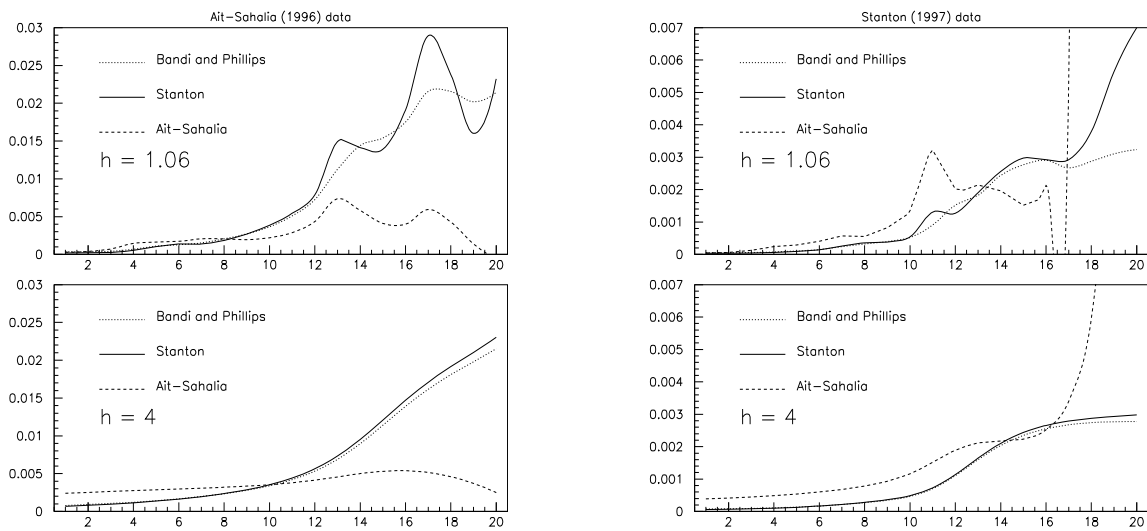 Ait-Sahalia (1996) data
0.03
0.025
0.02
0.015
0.01
0.005
0
Bandi and Phillips
Stanton
Ait-Sahalia
h = 1.06
2 4 6 8 10 12 14 16 18 20
Stanton (1997) data
0.007
0.006
0.005
0.004
0.003
0.002
0.001
0
Bandi and Phillips
Stanton
Ait-Sahalia
h = 1.06
2 4 6 8 10 12 14 16 18 20
0.03
0.025
0.02
0.015
0.01
0.005
0
Bandi and Phillips
Stanton
Ait-Sahalia
h = 4
2 4 6 8 10 12 14 16 18 20
0.007
0.006
0.005
0.004
0.003
0.002
0.001
0
Bandi and Phillips
Stanton
Ait-Sahalia
h = 4
2 4 6 8 10 12 14 16 18 20